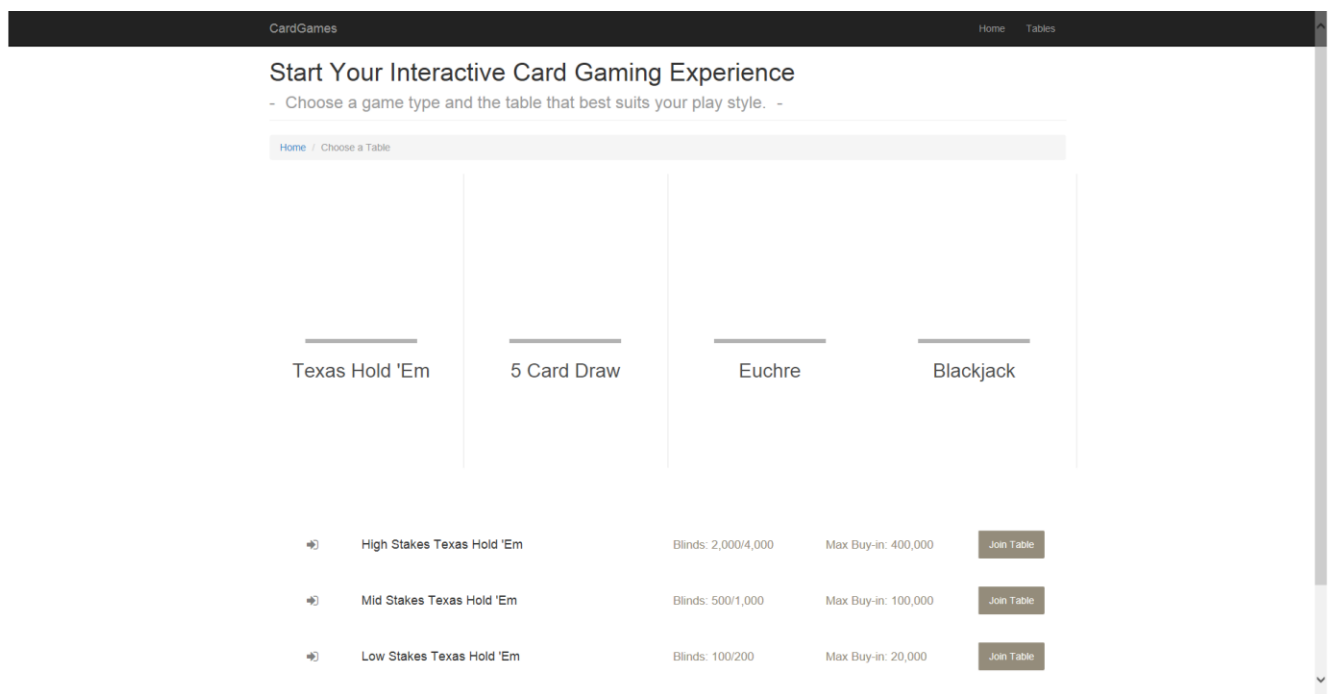 CardGames Home Tables
Start Your Interactive Card Gaming Experience
- Choose a game type and the table that best suits your play style. -
Home / Choose a Table
Texas Hold 'Em 5 Card Draw Euchre Blackjack
High Stakes Texas Hold 'Em Blinds: 2,000/4,000 Max Buy-in: 400,000 Join Table
Mid Stakes Texas Hold 'Em Blinds: 500/1,000 Max Buy-in: 100,000 Join Table
Low Stakes Texas Hold 'Em Blinds: 100/200 Max Buy-in: 20,000 Join Table